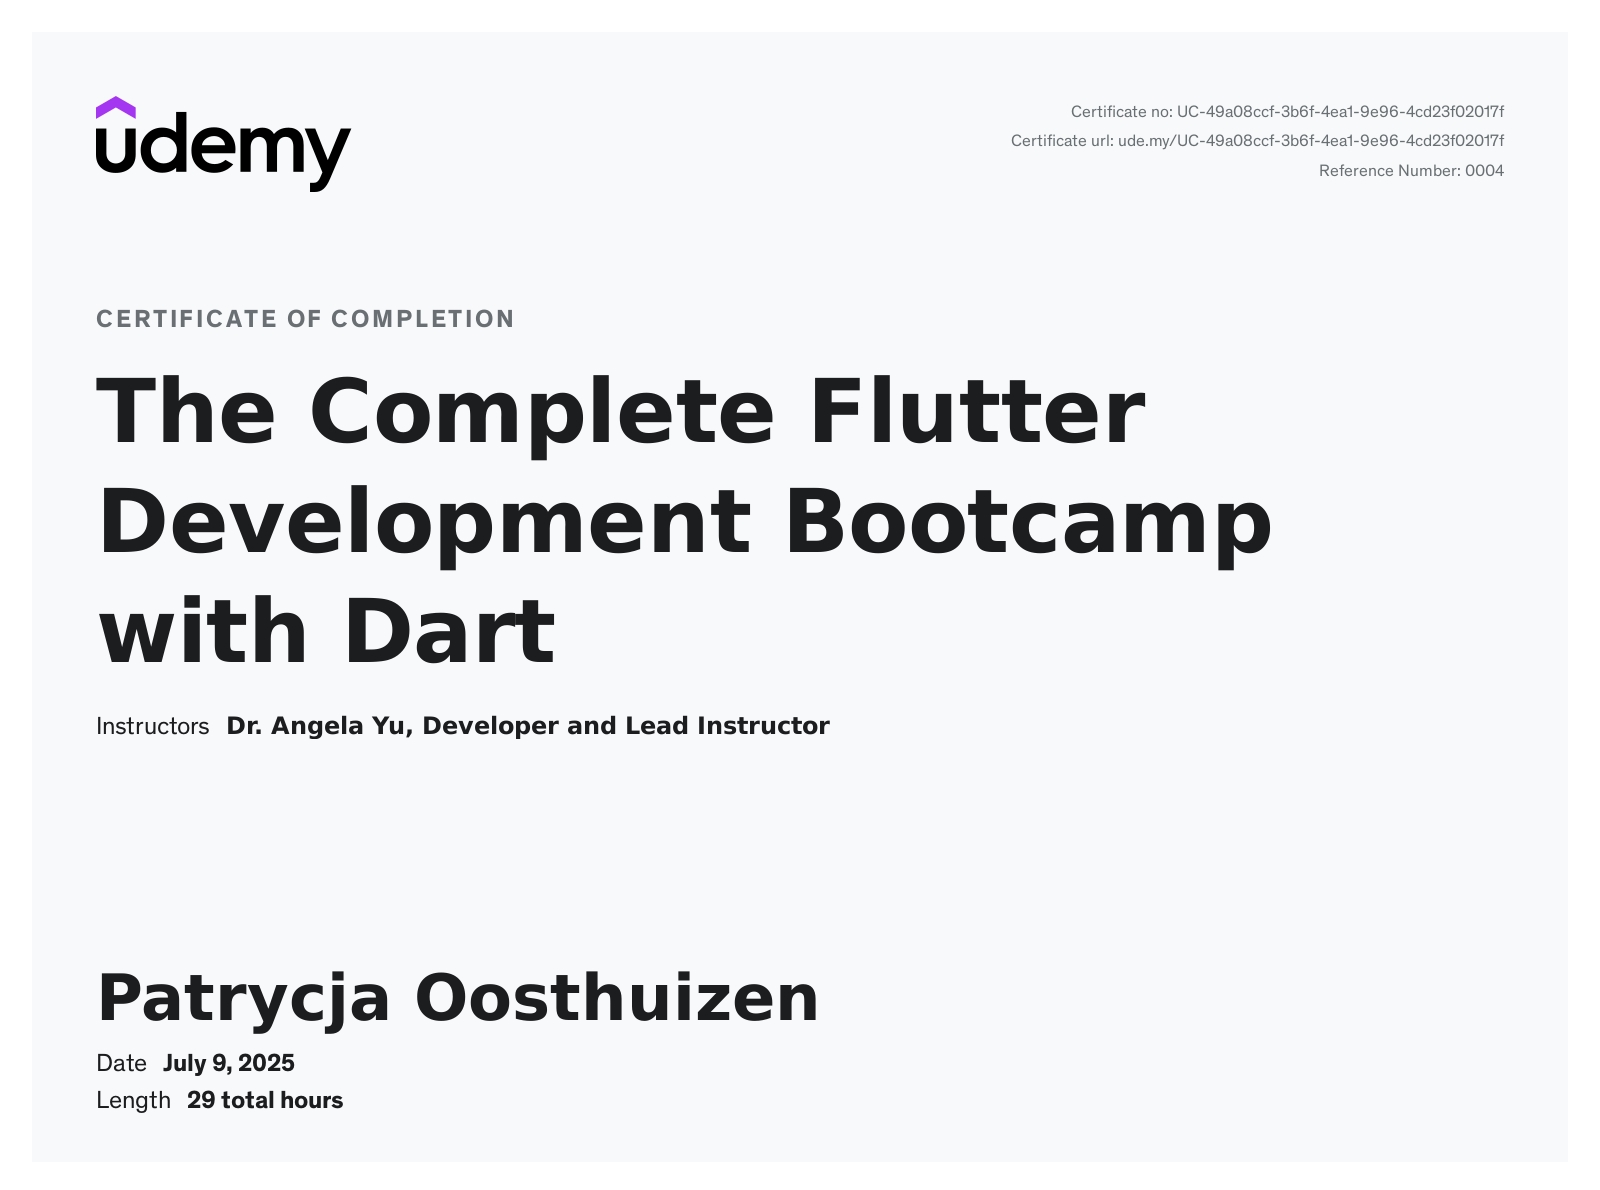 udemy
Certificate no: UC-49a08ccf-3b6f-4ea1-9e96-4cd23f02017f
Certificate url: ude.my/UC-49a08ccf-3b6f-4ea1-9e96-4cd23f02017f
Reference Number: 0004
CERTIFICATE OF COMPLETION
The Complete Flutter
Development Bootcamp
with Dart
Instructors Dr. Angela Yu, Developer and Lead Instructor
Patrycja Oosthuizen
Date July 9, 2025
Length 29 total hours